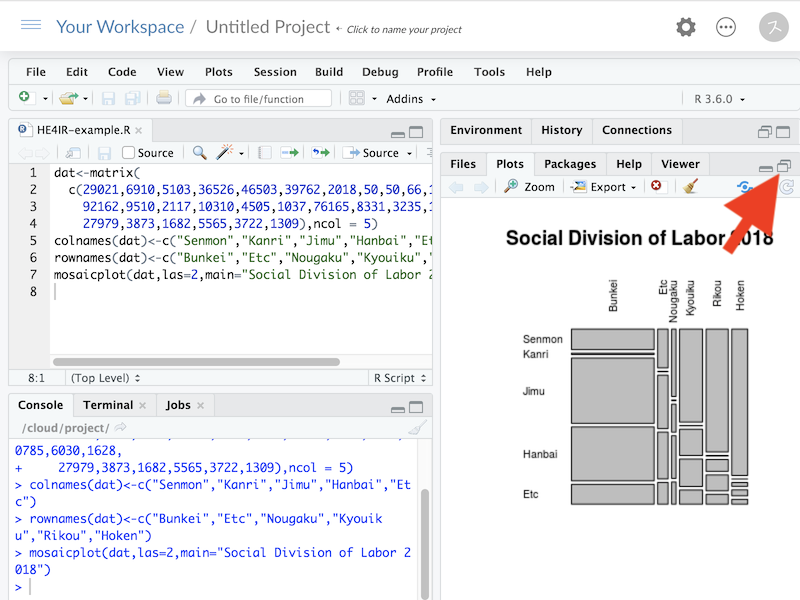 Your Workspace / Untitled Project ← Click to name your project
ス
File Edit Code View Plots Session Build Debug Profile Tools Help
Go to file/function Addins R 3.6.0
HE4IR-example.R
Source Source
1 dat<-matrix(
2 c(29021,6910,5103,36526,46503,39762,2018,50,50,66,
3 92162,9510,2117,10310,4505,1037,76165,8331,3235,1
4 27979,3873,1682,5565,3722,1309),ncol = 5)
5 colnames(dat)<-c("Senmon","Kanri","Jimu","Hanbai","Et
6 rownames(dat)<-c("Bunkei","Etc","Nougaku","Kyouiku","
7 mosaicplot(dat,las=2,main="Social Division of Labor 2
8
8:1 (Top Level) R Script
Console Terminal Jobs
/cloud/project/
0785,6030,1628,
+ 27979,3873,1682,5565,3722,1309),ncol = 5)
> colnames(dat)<-c("Senmon","Kanri","Jimu","Hanbai","Et
c")
> rownames(dat)<-c("Bunkei","Etc","Nougaku","Kyouik
u","Rikou","Hoken")
> mosaicplot(dat,las=2,main="Social Division of Labor 2
018")
>
Environment History Connections
Files Plots Packages Help Viewer
Zoom Export
Social Division of Labor 2018
Bunkei Etc Nougaku Kyouiku Rikou Hoken
Senmon
Kanri
Jimu
Hanbai
Etc